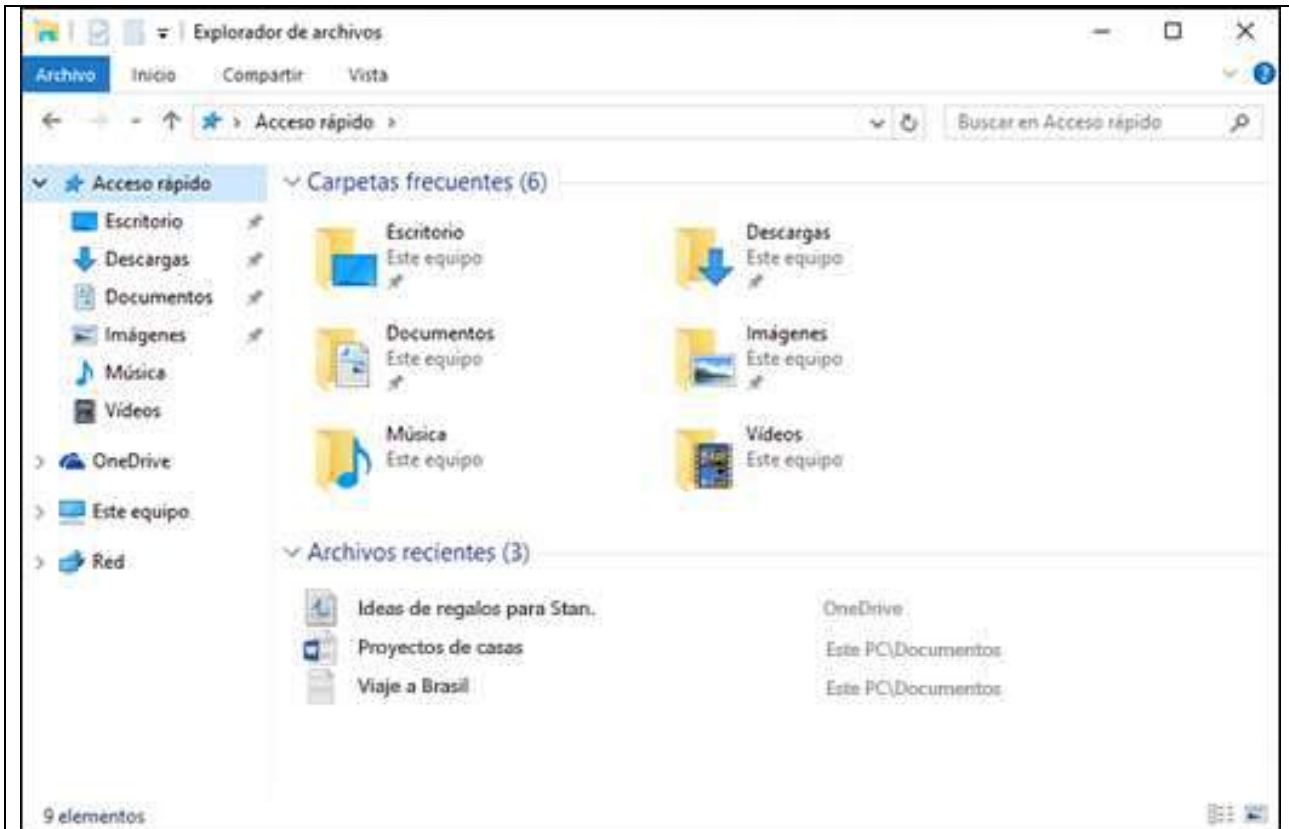 Explorador de archivos
Archivo Inicio Compartir Vista
Acceso rápido
Buscar en Acceso rápido
Acceso rápido
Escritorio
Descargas
Documentos
Imágenes
Música
Vídeos
OneDrive
Este equipo
Red
Carpetas frecuentes (6)
Escritorio
Este equipo
Descargas
Este equipo
Documentos
Este equipo
Imágenes
Este equipo
Música
Este equipo
Vídeos
Este equipo
Archivos recientes (3)
Ideas de regalos para Stan. OneDrive
Proyectos de casas Este PC\Documentos
Viaje a Brasil Este PC\Documentos
9 elementos